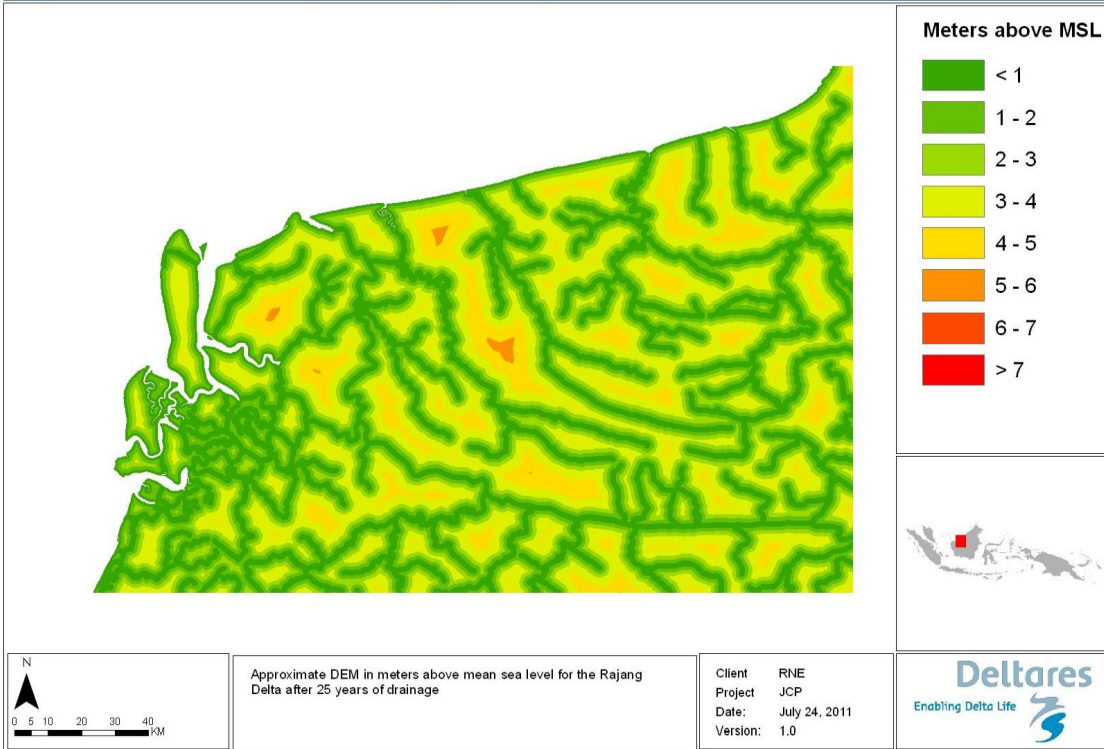 Meters above MSL
< 1
1 - 2
2 - 3
3 - 4
4 - 5
5 - 6
6 - 7
> 7
N
0 5 10 20 30 40
KM
Approximate DEM in meters above mean sea level for the Rajang
Delta after 25 years of drainage
Client RNE
Project JCP
Date: July 24, 2011
Version: 1.0
Deltares
Enabling Delta Life